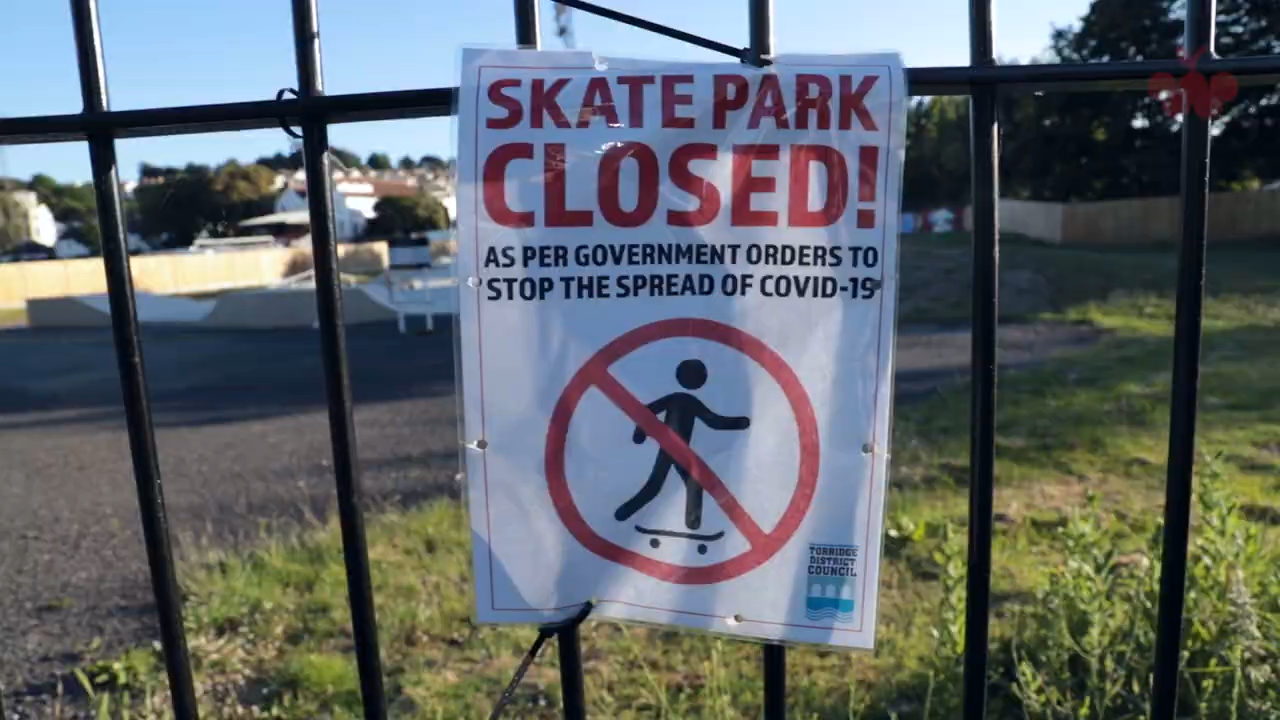 SKATE PARK
CLOSED!
AS PER GOVERNMENT ORDERS TO
STOP THE SPREAD OF COVID-19
TORRIDGE
DISTRICT
COUNCIL